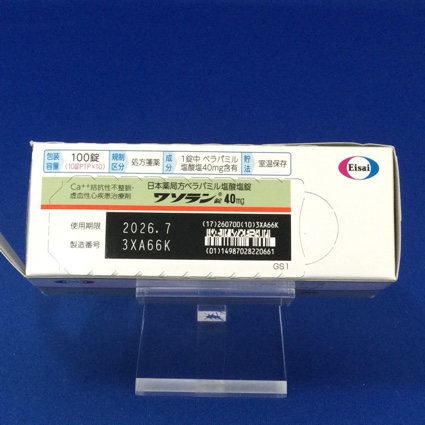 包装容量 100錠 (10錠PTP×10) 規制区分 処方箋薬 成分 1錠中 ベラパミル塩酸塩40mg含有 貯法 室温保存
Eisai
Ca⁺⁺拮抗性不整脈・虚血性心疾患治療剤
日本薬局方ベラパミル塩酸塩錠
ワソラン®錠 40mg
使用期限 2026.7
製造番号 3XA66K
(17)260700(10)3XA66K
(01)14987028220661
GS1